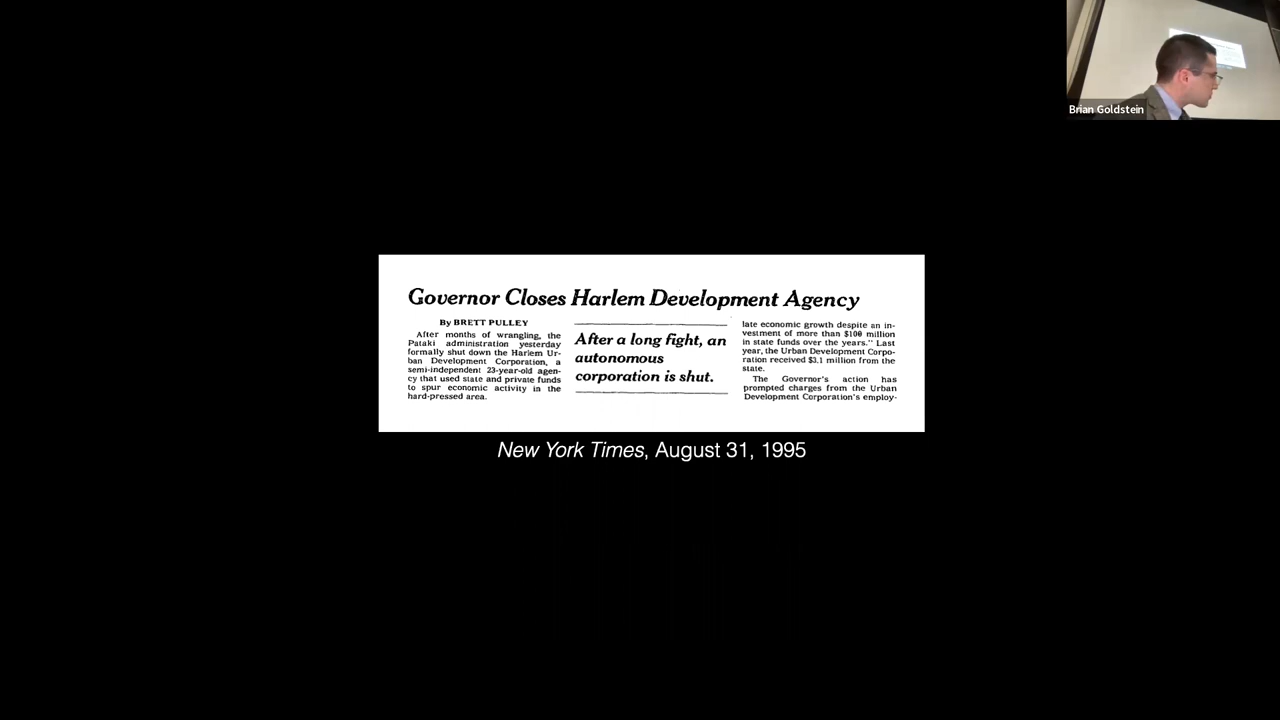 Brian Goldstein
Governor Closes Harlem Development Agency
By BRETT PULLEY
After months of wrangling, the
Pataki administration yesterday
formally shut down the Harlem Ur-
ban Development Corporation, a
semi-independent 23-year-old agen-
cy that used state and private funds
to spur economic activity in the
hard-pressed area.
After a long fight, an
autonomous
corporation is shut.
late economic growth despite an in-
vestment of more than $100 million
in state funds over the years." Last
year, the Urban Development Corpo-
ration received $3.1 million from the
state.
The Governor's action has
prompted charges from the Urban
Development Corporation's employ-
New York Times, August 31, 1995